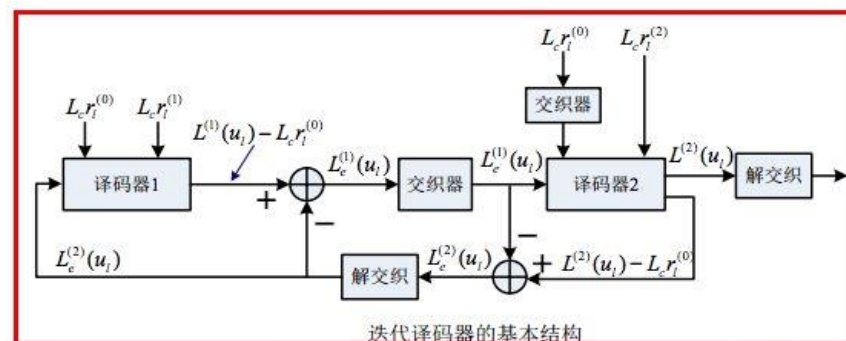 L_c r_l^(0)
L_c r_l^(2)
L_c r_l^(0)
L_c r_l^(1)
L^(1)(u_l) − L_c r_l^(0)
交织器
译码器1
+
−
L_e^(1)(u_l)
交织器
L_e^(1)(u_l)
译码器2
L^(2)(u_l)
解交织
−
+
L_e^(2)(u_l)
解交织
L_e^(2)(u_l)
L^(2)(u_l) − L_c r_l^(0)
迭代译码器的基本结构